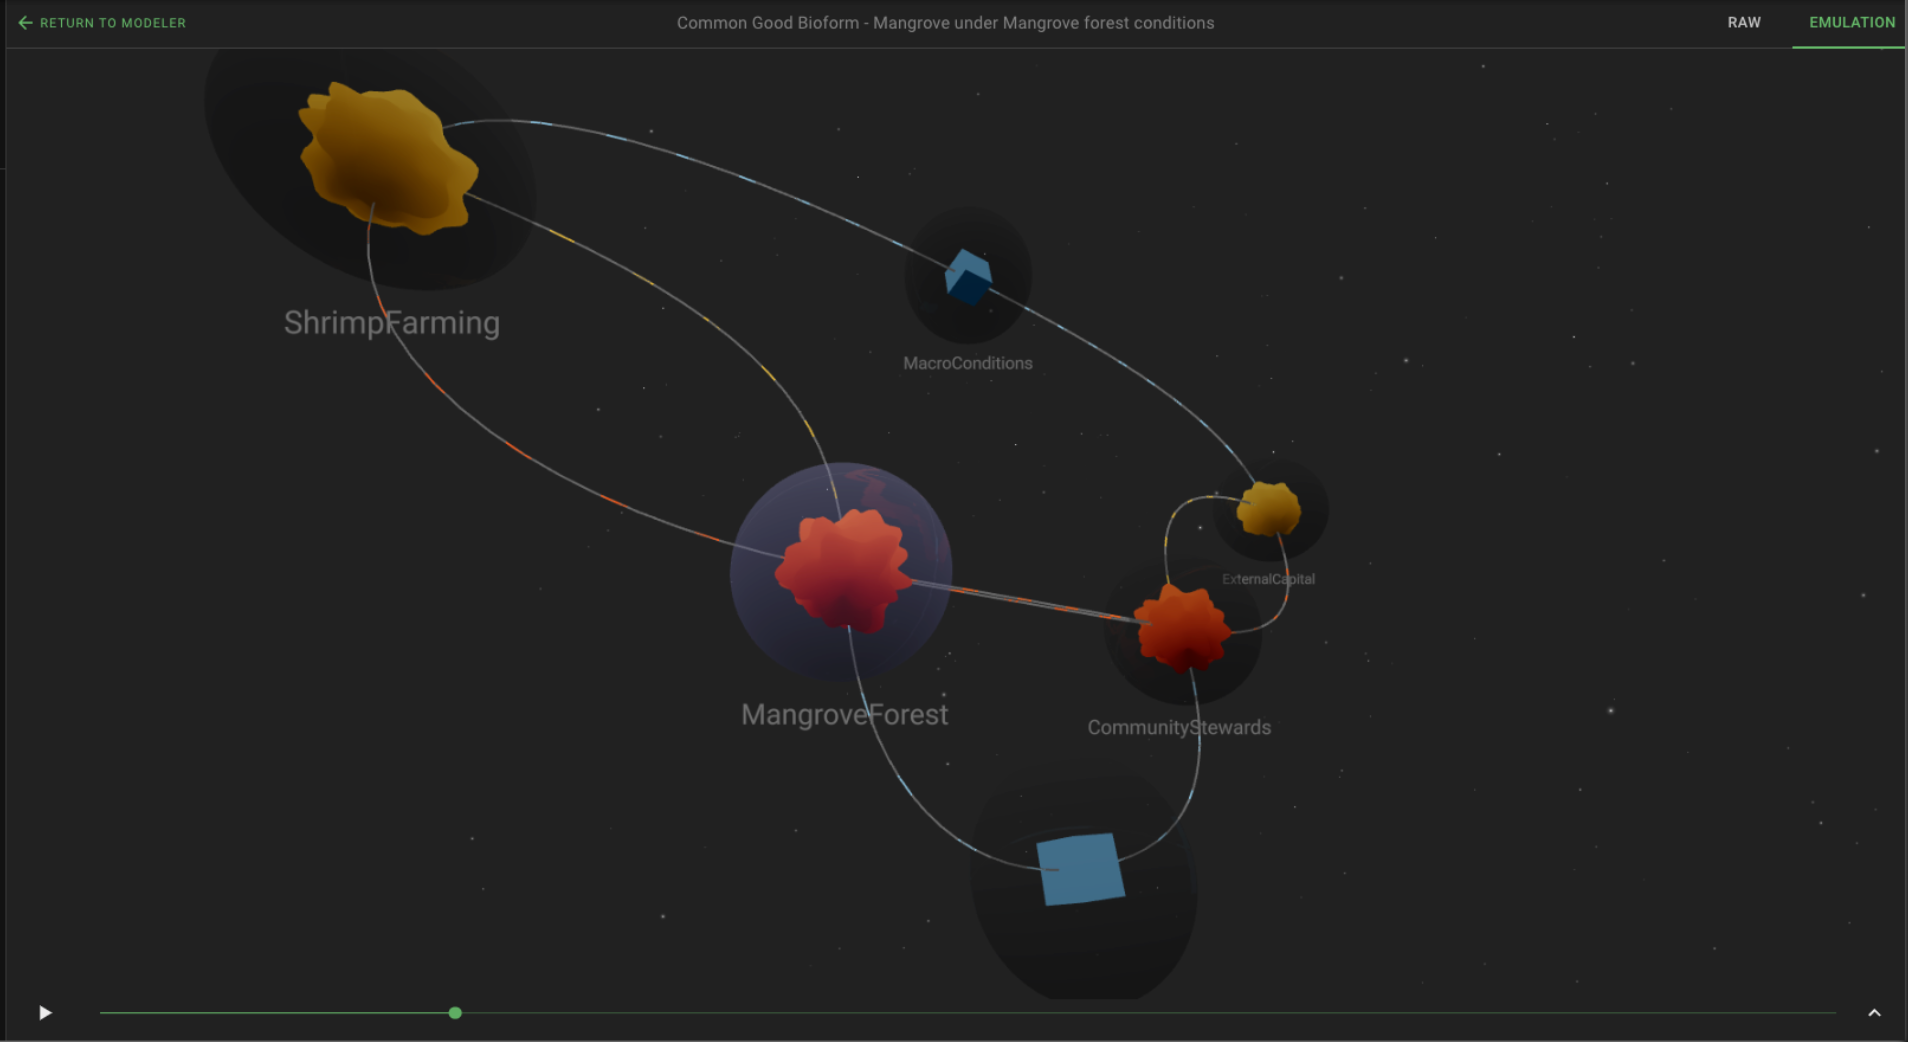 RETURN TO MODELER
Common Good Bioform - Mangrove under Mangrove forest conditions
RAW
EMULATION
ShrimpFarming
MacroConditions
ExternalCapital
MangroveForest
CommunityStewards